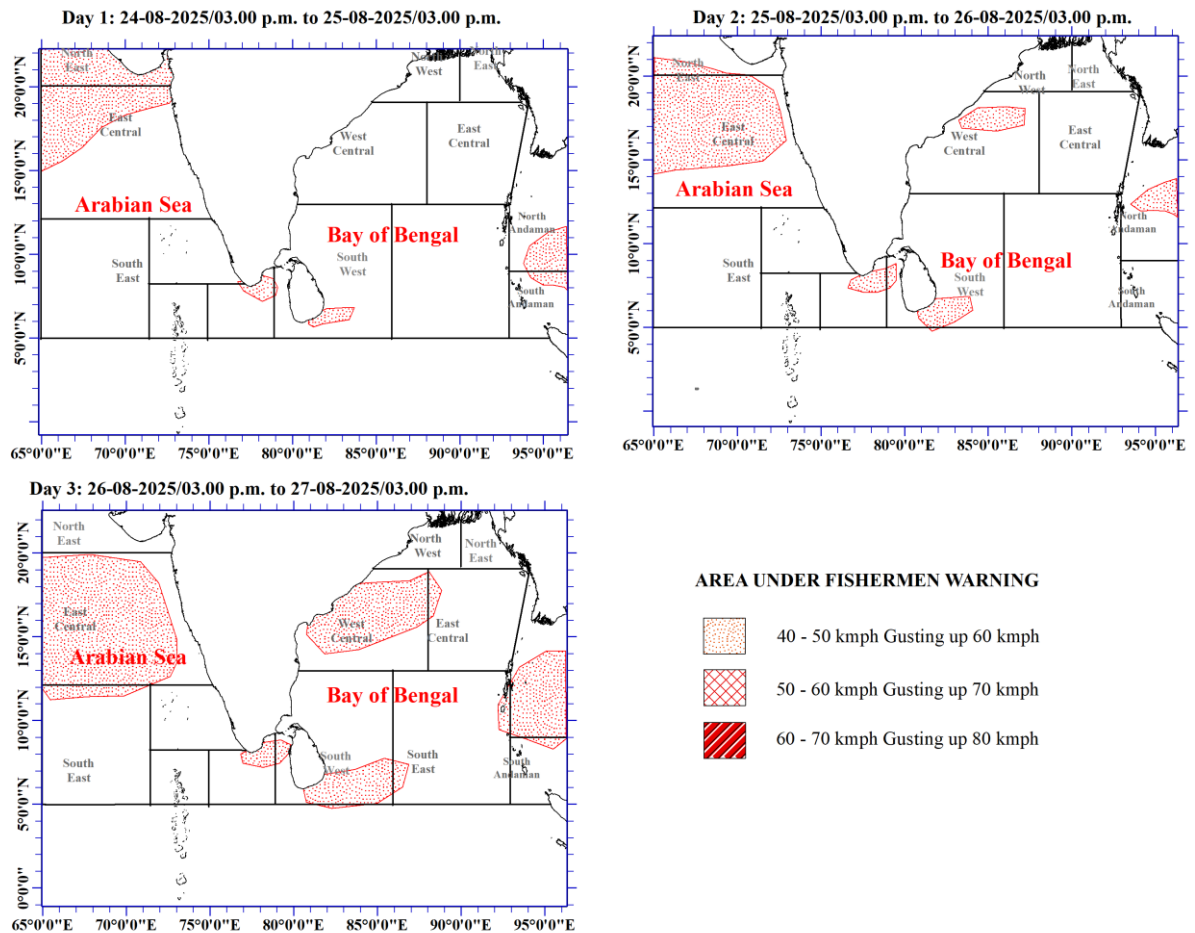 Day 1: 24-08-2025/03.00 p.m. to 25-08-2025/03.00 p.m.
North
East
North
West
North
East
East
Central
West
Central
East
Central
Arabian Sea
Bay of Bengal
North
Andaman
South
East
South
West
South
Andaman
20°0'0"N
15°0'0"N
10°0'0"N
5°0'0"N
65°0'0"E
70°0'0"E
75°0'0"E
80°0'0"E
85°0'0"E
90°0'0"E
95°0'0"E
Day 2: 25-08-2025/03.00 p.m. to 26-08-2025/03.00 p.m.
North
East
North
West
North
East
East
Central
West
Central
East
Central
Arabian Sea
Bay of Bengal
North
Andaman
South
East
South
West
South
Andaman
20°0'0"N
15°0'0"N
10°0'0"N
5°0'0"N
65°0'0"E
70°0'0"E
75°0'0"E
80°0'0"E
85°0'0"E
90°0'0"E
95°0'0"E
Day 3: 26-08-2025/03.00 p.m. to 27-08-2025/03.00 p.m.
North
East
North
West
North
East
East
Central
West
Central
East
Central
Arabian Sea
Bay of Bengal
South
East
South
West
South
East
South
Andaman
20°0'0"N
15°0'0"N
10°0'0"N
5°0'0"N
0°0'0"
65°0'0"E
70°0'0"E
75°0'0"E
80°0'0"E
85°0'0"E
90°0'0"E
95°0'0"E
AREA UNDER FISHERMEN WARNING
40 - 50 kmph Gusting up 60 kmph
50 - 60 kmph Gusting up 70 kmph
60 - 70 kmph Gusting up 80 kmph